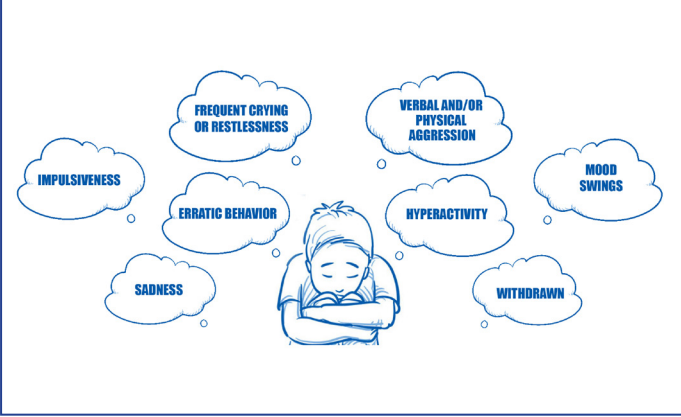 FREQUENT CRYING
OR RESTLESSNESS
VERBAL AND/OR
PHYSICAL
AGGRESSION
IMPULSIVENESS
MOOD
SWINGS
ERRATIC BEHAVIOR
HYPERACTIVITY
SADNESS
WITHDRAWN